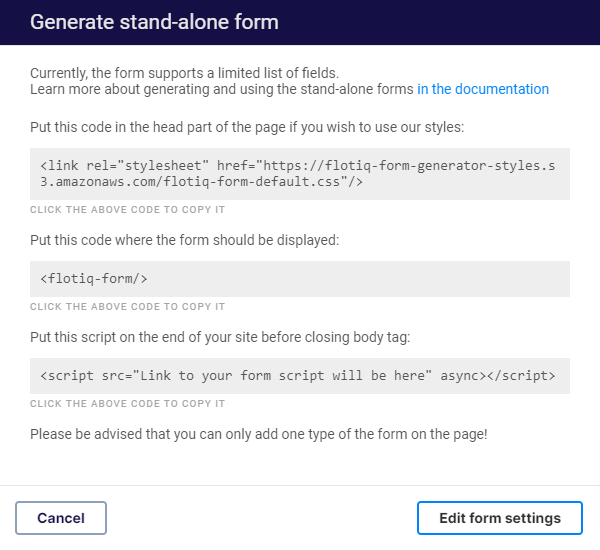 Generate stand-alone form
Currently, the form supports a limited list of fields.
Learn more about generating and using the stand-alone forms in the documentation
Put this code in the head part of the page if you wish to use our styles:
<link rel="stylesheet" href="https://flotiq-form-generator-styles.s
3.amazonaws.com/flotiq-form-default.css"/>
CLICK THE ABOVE CODE TO COPY IT
Put this code where the form should be displayed:
<flotiq-form/>
CLICK THE ABOVE CODE TO COPY IT
Put this script on the end of your site before closing body tag:
<script src="Link to your form script will be here" async></script>
CLICK THE ABOVE CODE TO COPY IT
Please be advised that you can only add one type of the form on the page!
Cancel
Edit form settings